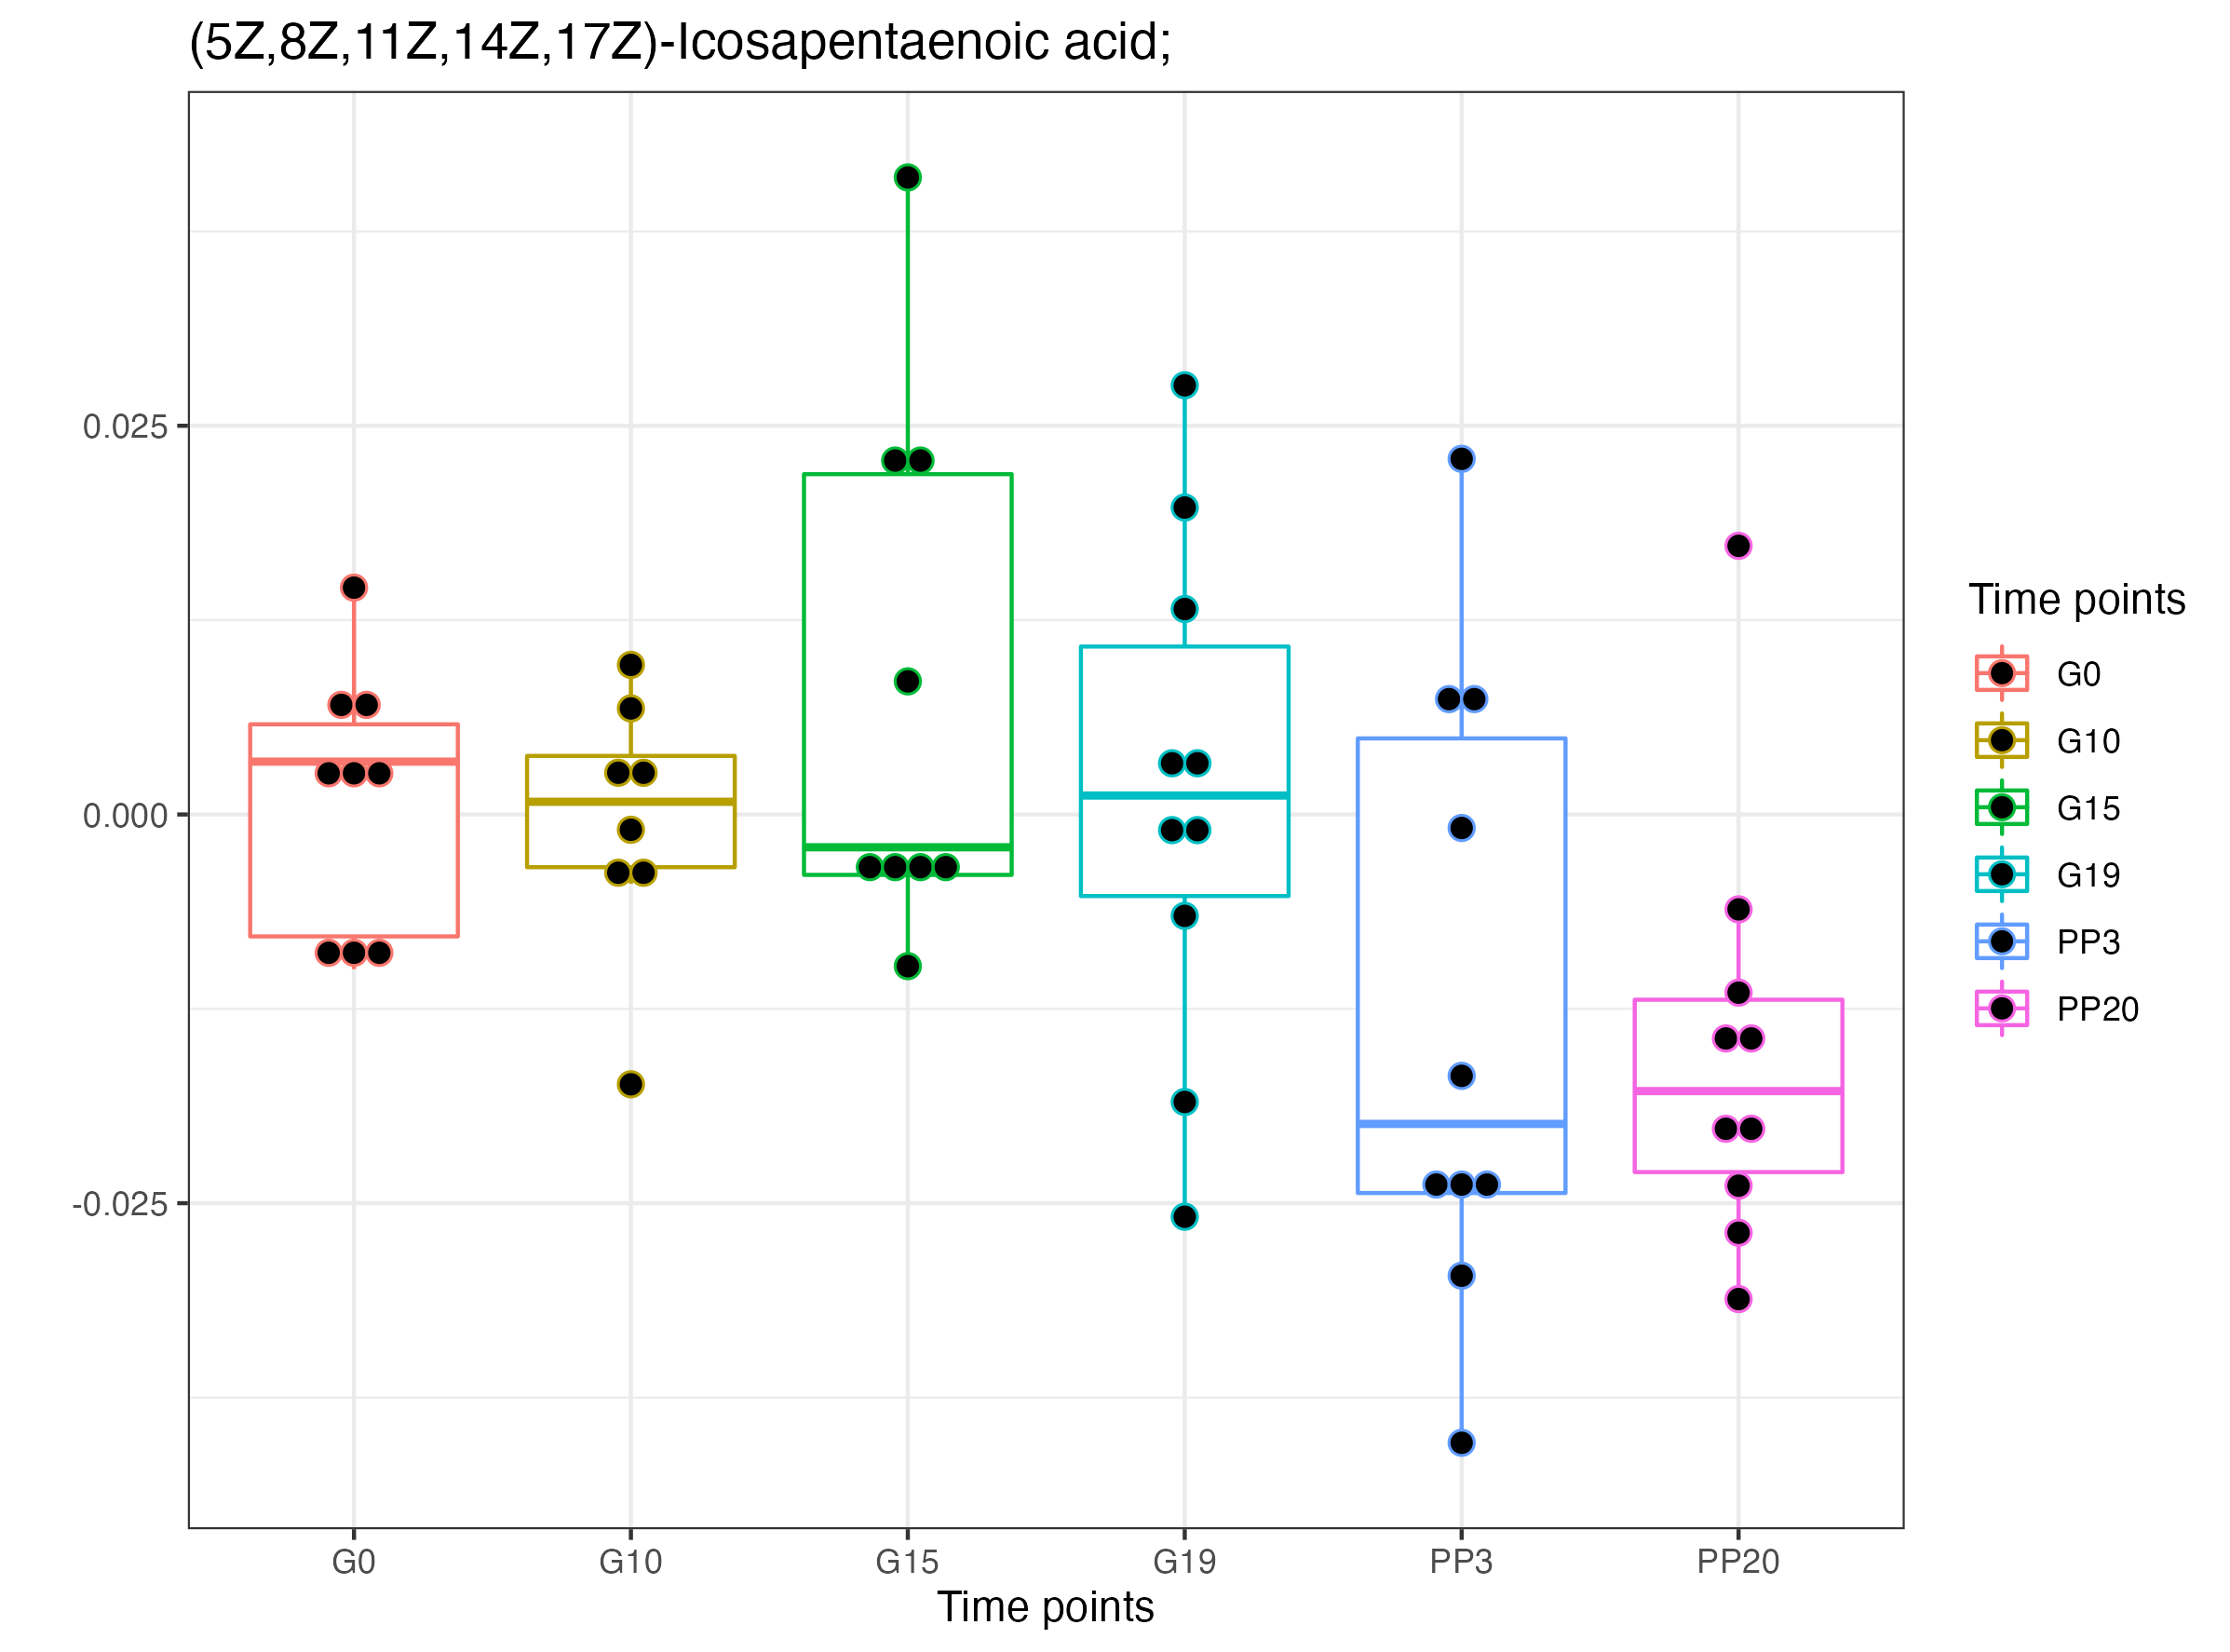 (5Z,8Z,11Z,14Z,17Z)-Icosapentaenoic acid;
0.025
0.000
-0.025
G0 G10 G15 G19 PP3 PP20
Time points
Time points
G0
G10
G15
G19
PP3
PP20